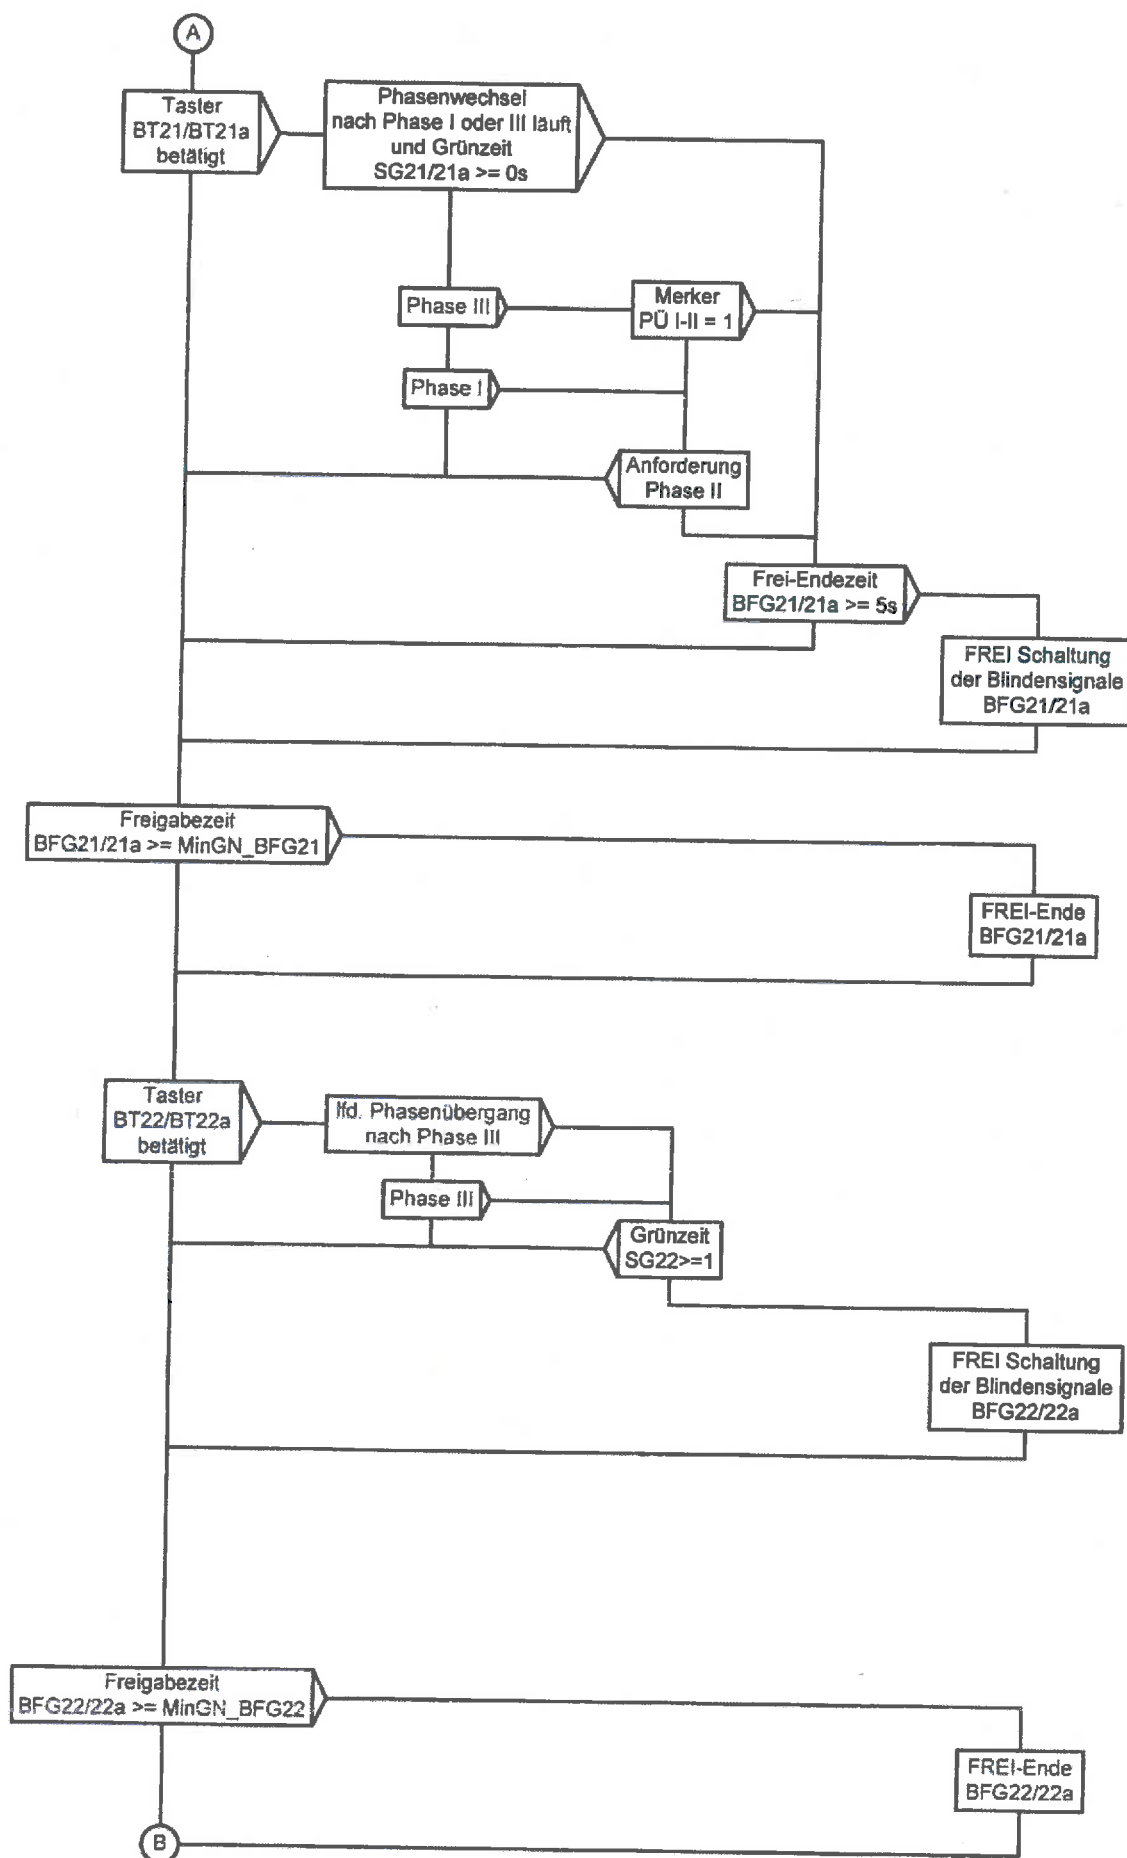 A
Taster
BT21/BT21a
betätigt
Phasenwechsel
nach Phase I oder III läuft
und Grünzeit
SG21/21a >= 0s
Phase III
Merker
PÜ I-II = 1
Phase I
Anforderung
Phase II
Frei-Endezeit
BFG21/21a >= 5s
FREI Schaltung
der Blindensignale
BFG21/21a
Freigabezeit
BFG21/21a >= MinGN_BFG21
FREI-Ende
BFG21/21a
Taster
BT22/BT22a
betätigt
lfd. Phasenübergang
nach Phase III
Phase III
Grünzeit
SG22>=1
FREI Schaltung
der Blindensignale
BFG22/22a
Freigabezeit
BFG22/22a >= MinGN_BFG22
FREI-Ende
BFG22/22a
B